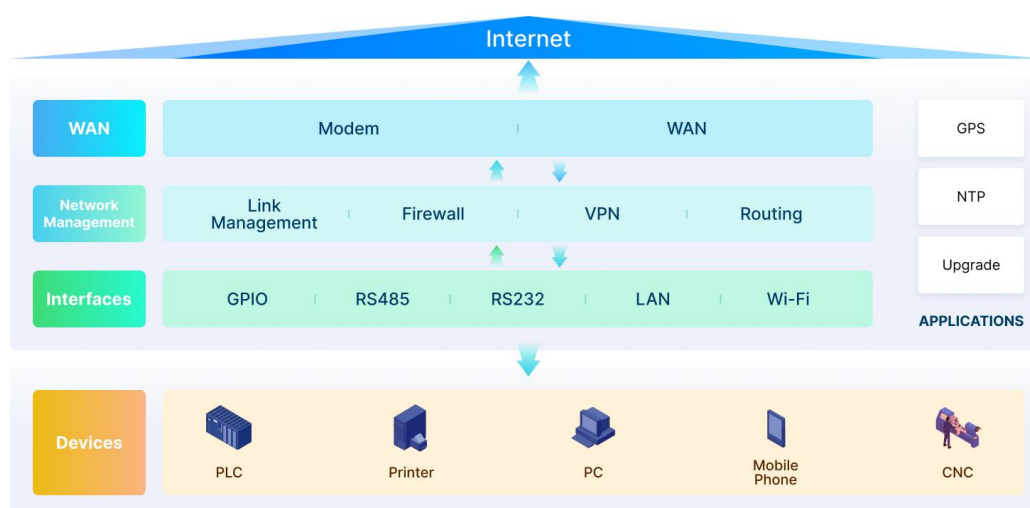 Internet
WAN
Modem
WAN
GPS
Network
Management
Link
Management
Firewall
VPN
Routing
NTP
Upgrade
Interfaces
GPIO
RS485
RS232
LAN
Wi-Fi
APPLICATIONS
Devices
PLC
Printer
PC
Mobile
Phone
CNC